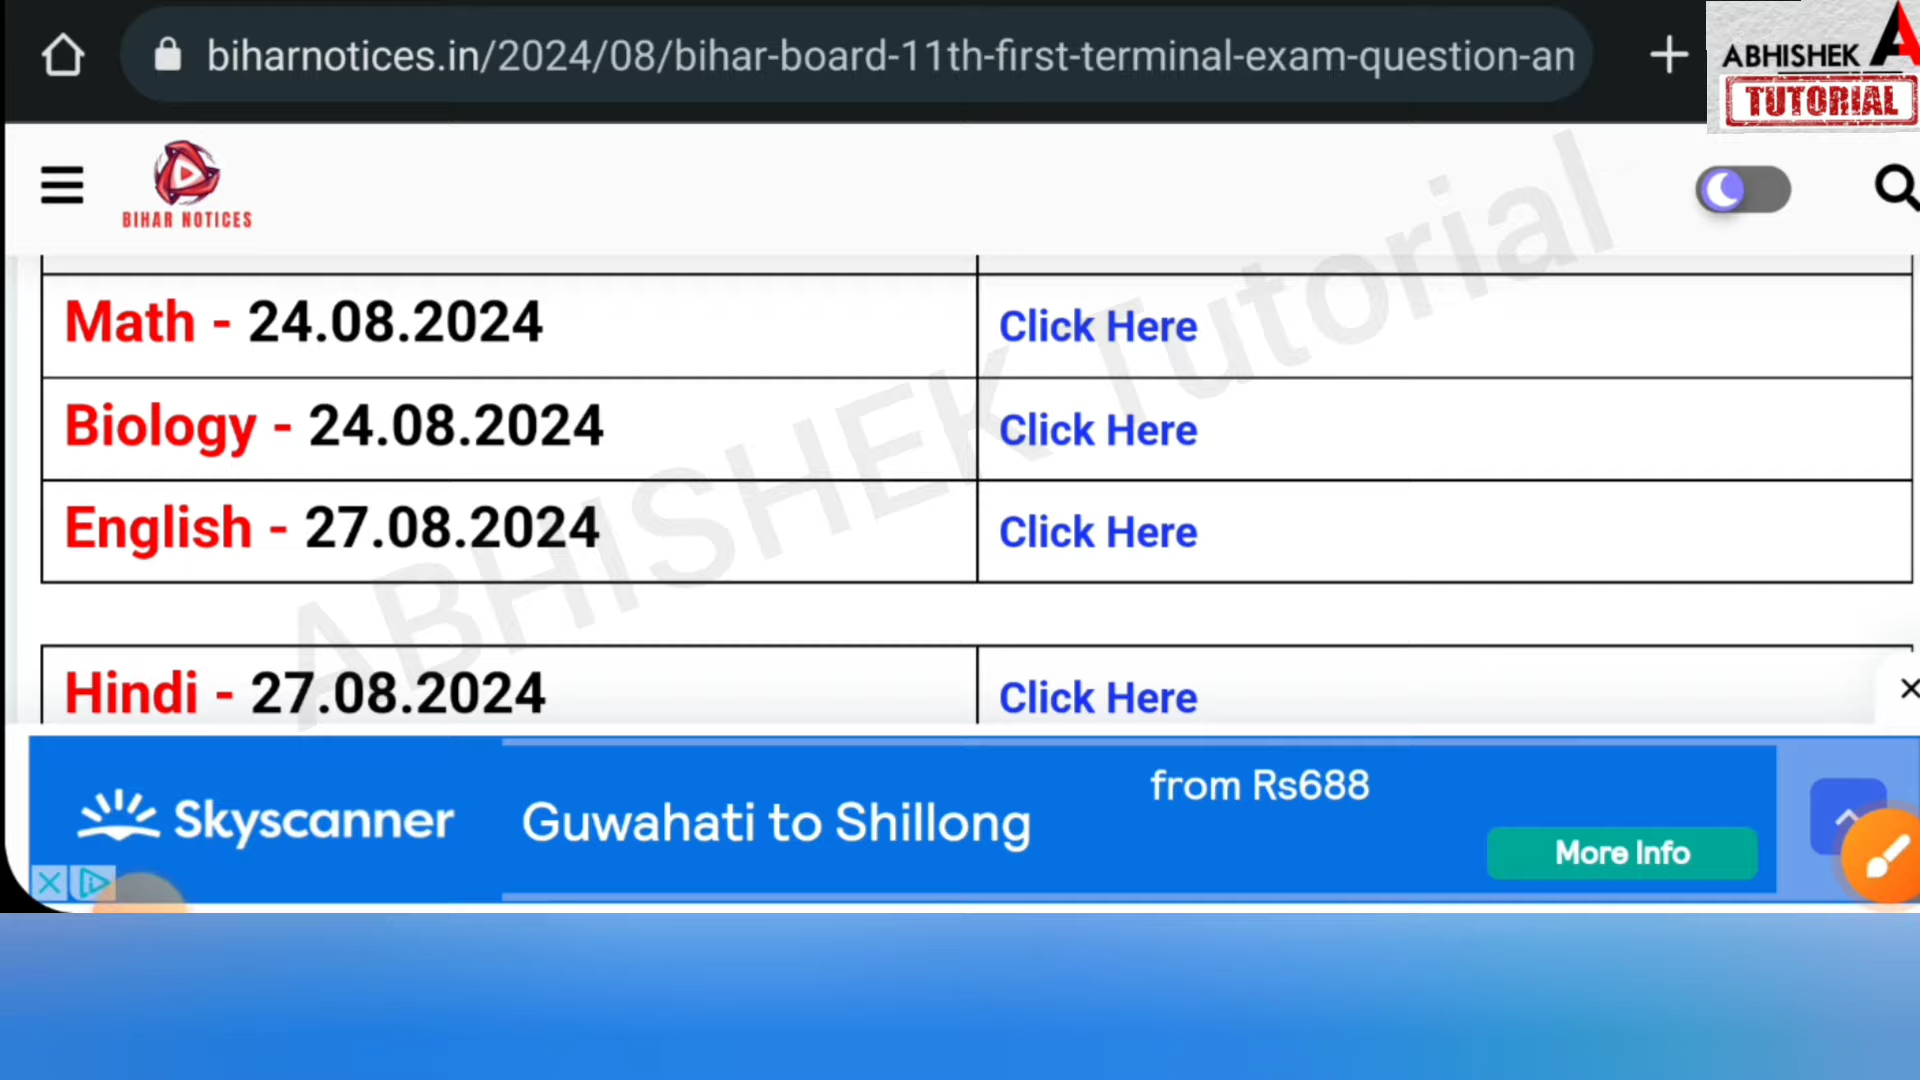 biharnotices.in/2024/08/bihar-board-11th-first-terminal-exam-question-an
ABHISHEK
TUTORIAL
BIHAR NOTICES
ABHISHEK Tutorial
Math - 24.08.2024 Click Here
Biology - 24.08.2024 Click Here
English - 27.08.2024 Click Here
Hindi - 27.08.2024 Click Here
Skyscanner
Guwahati to Shillong
from Rs688
More Info